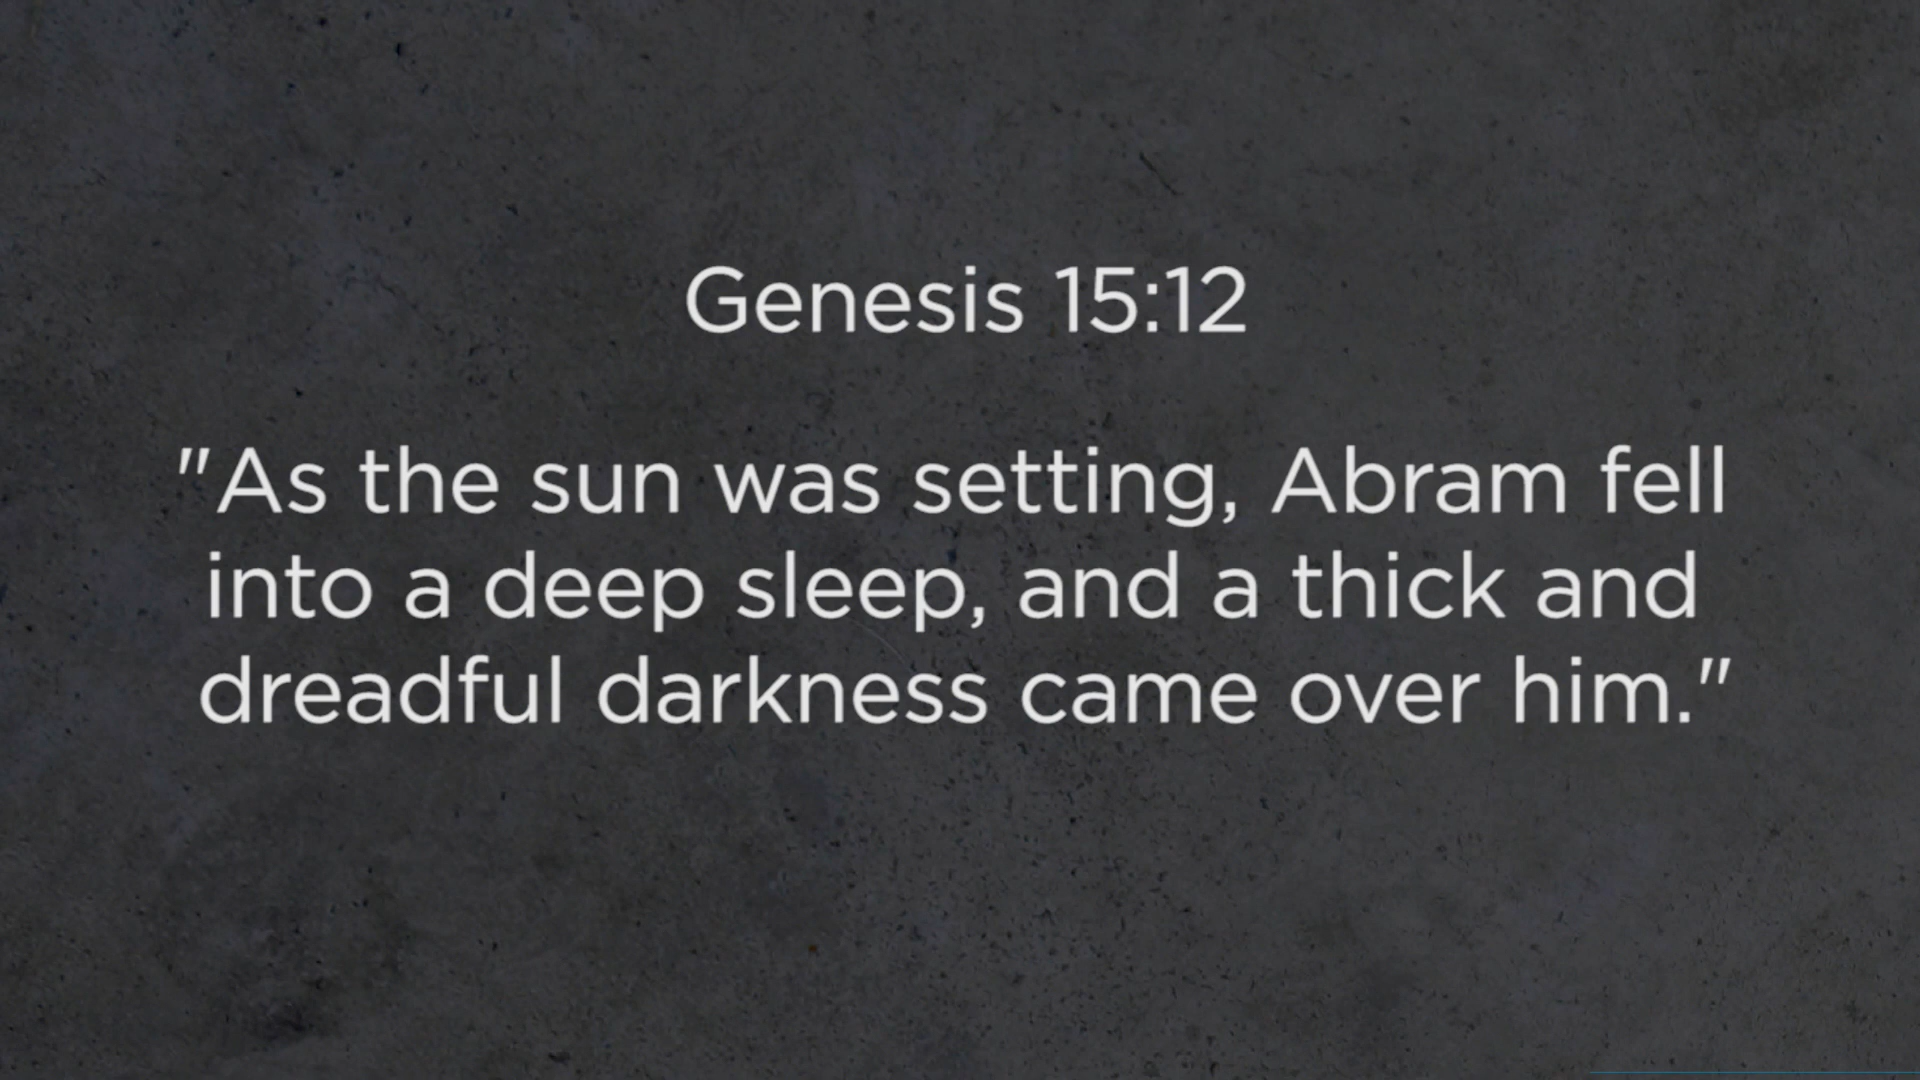 Genesis 15:12
"As the sun was setting, Abram fell
into a deep sleep, and a thick and
dreadful darkness came over him."